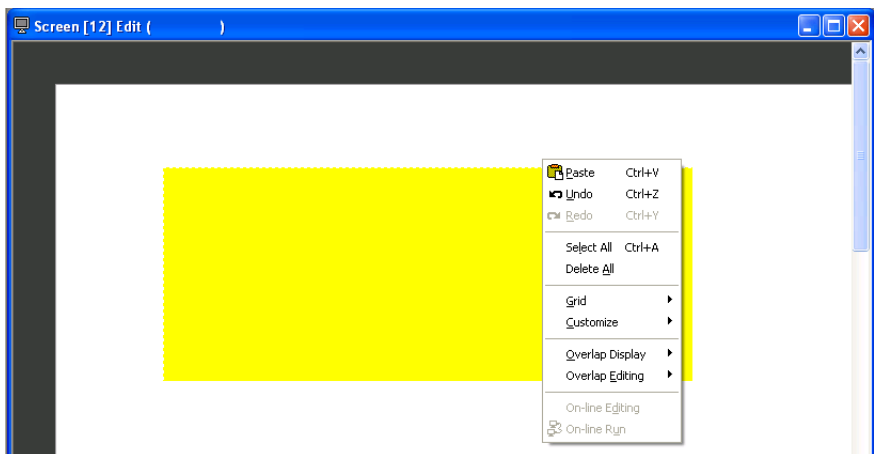 Screen [12] Edit ( )
Paste Ctrl+V
Undo Ctrl+Z
Redo Ctrl+Y
Select All Ctrl+A
Delete All
Grid
Customize
Overlap Display
Overlap Editing
On-line Editing
On-line Run